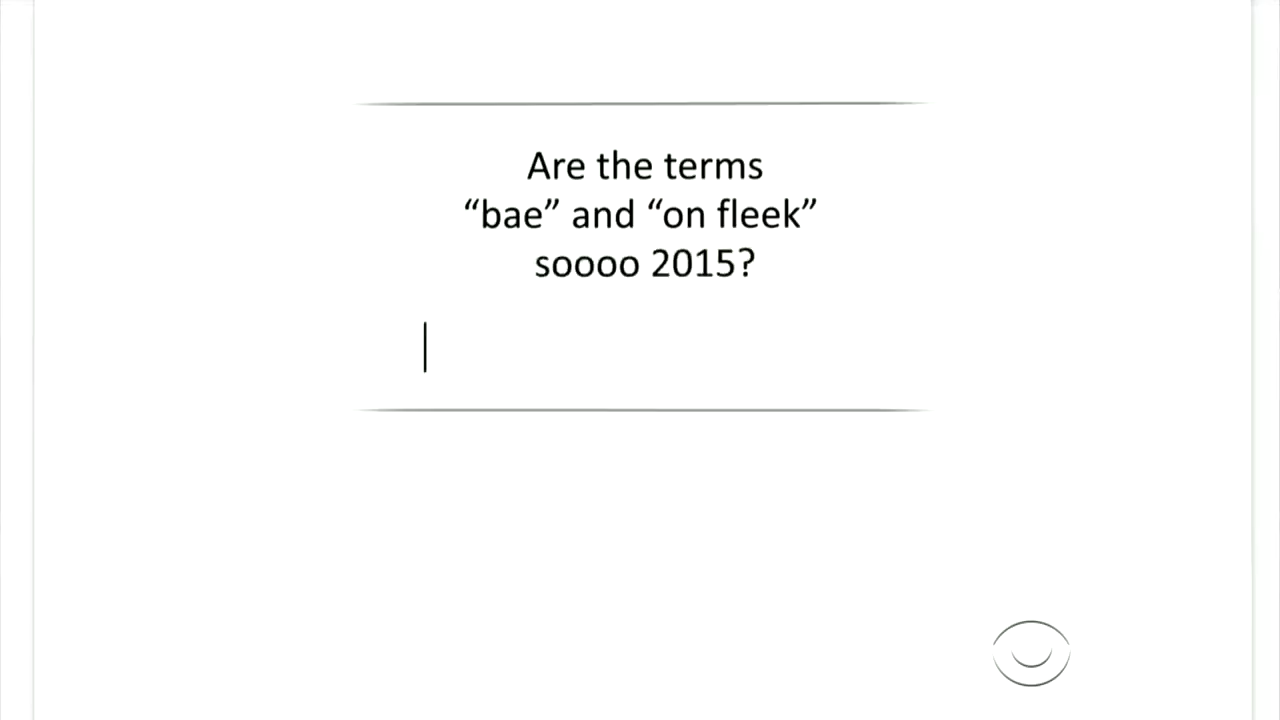 Are the terms
“bae” and “on fleek”
soooo 2015?